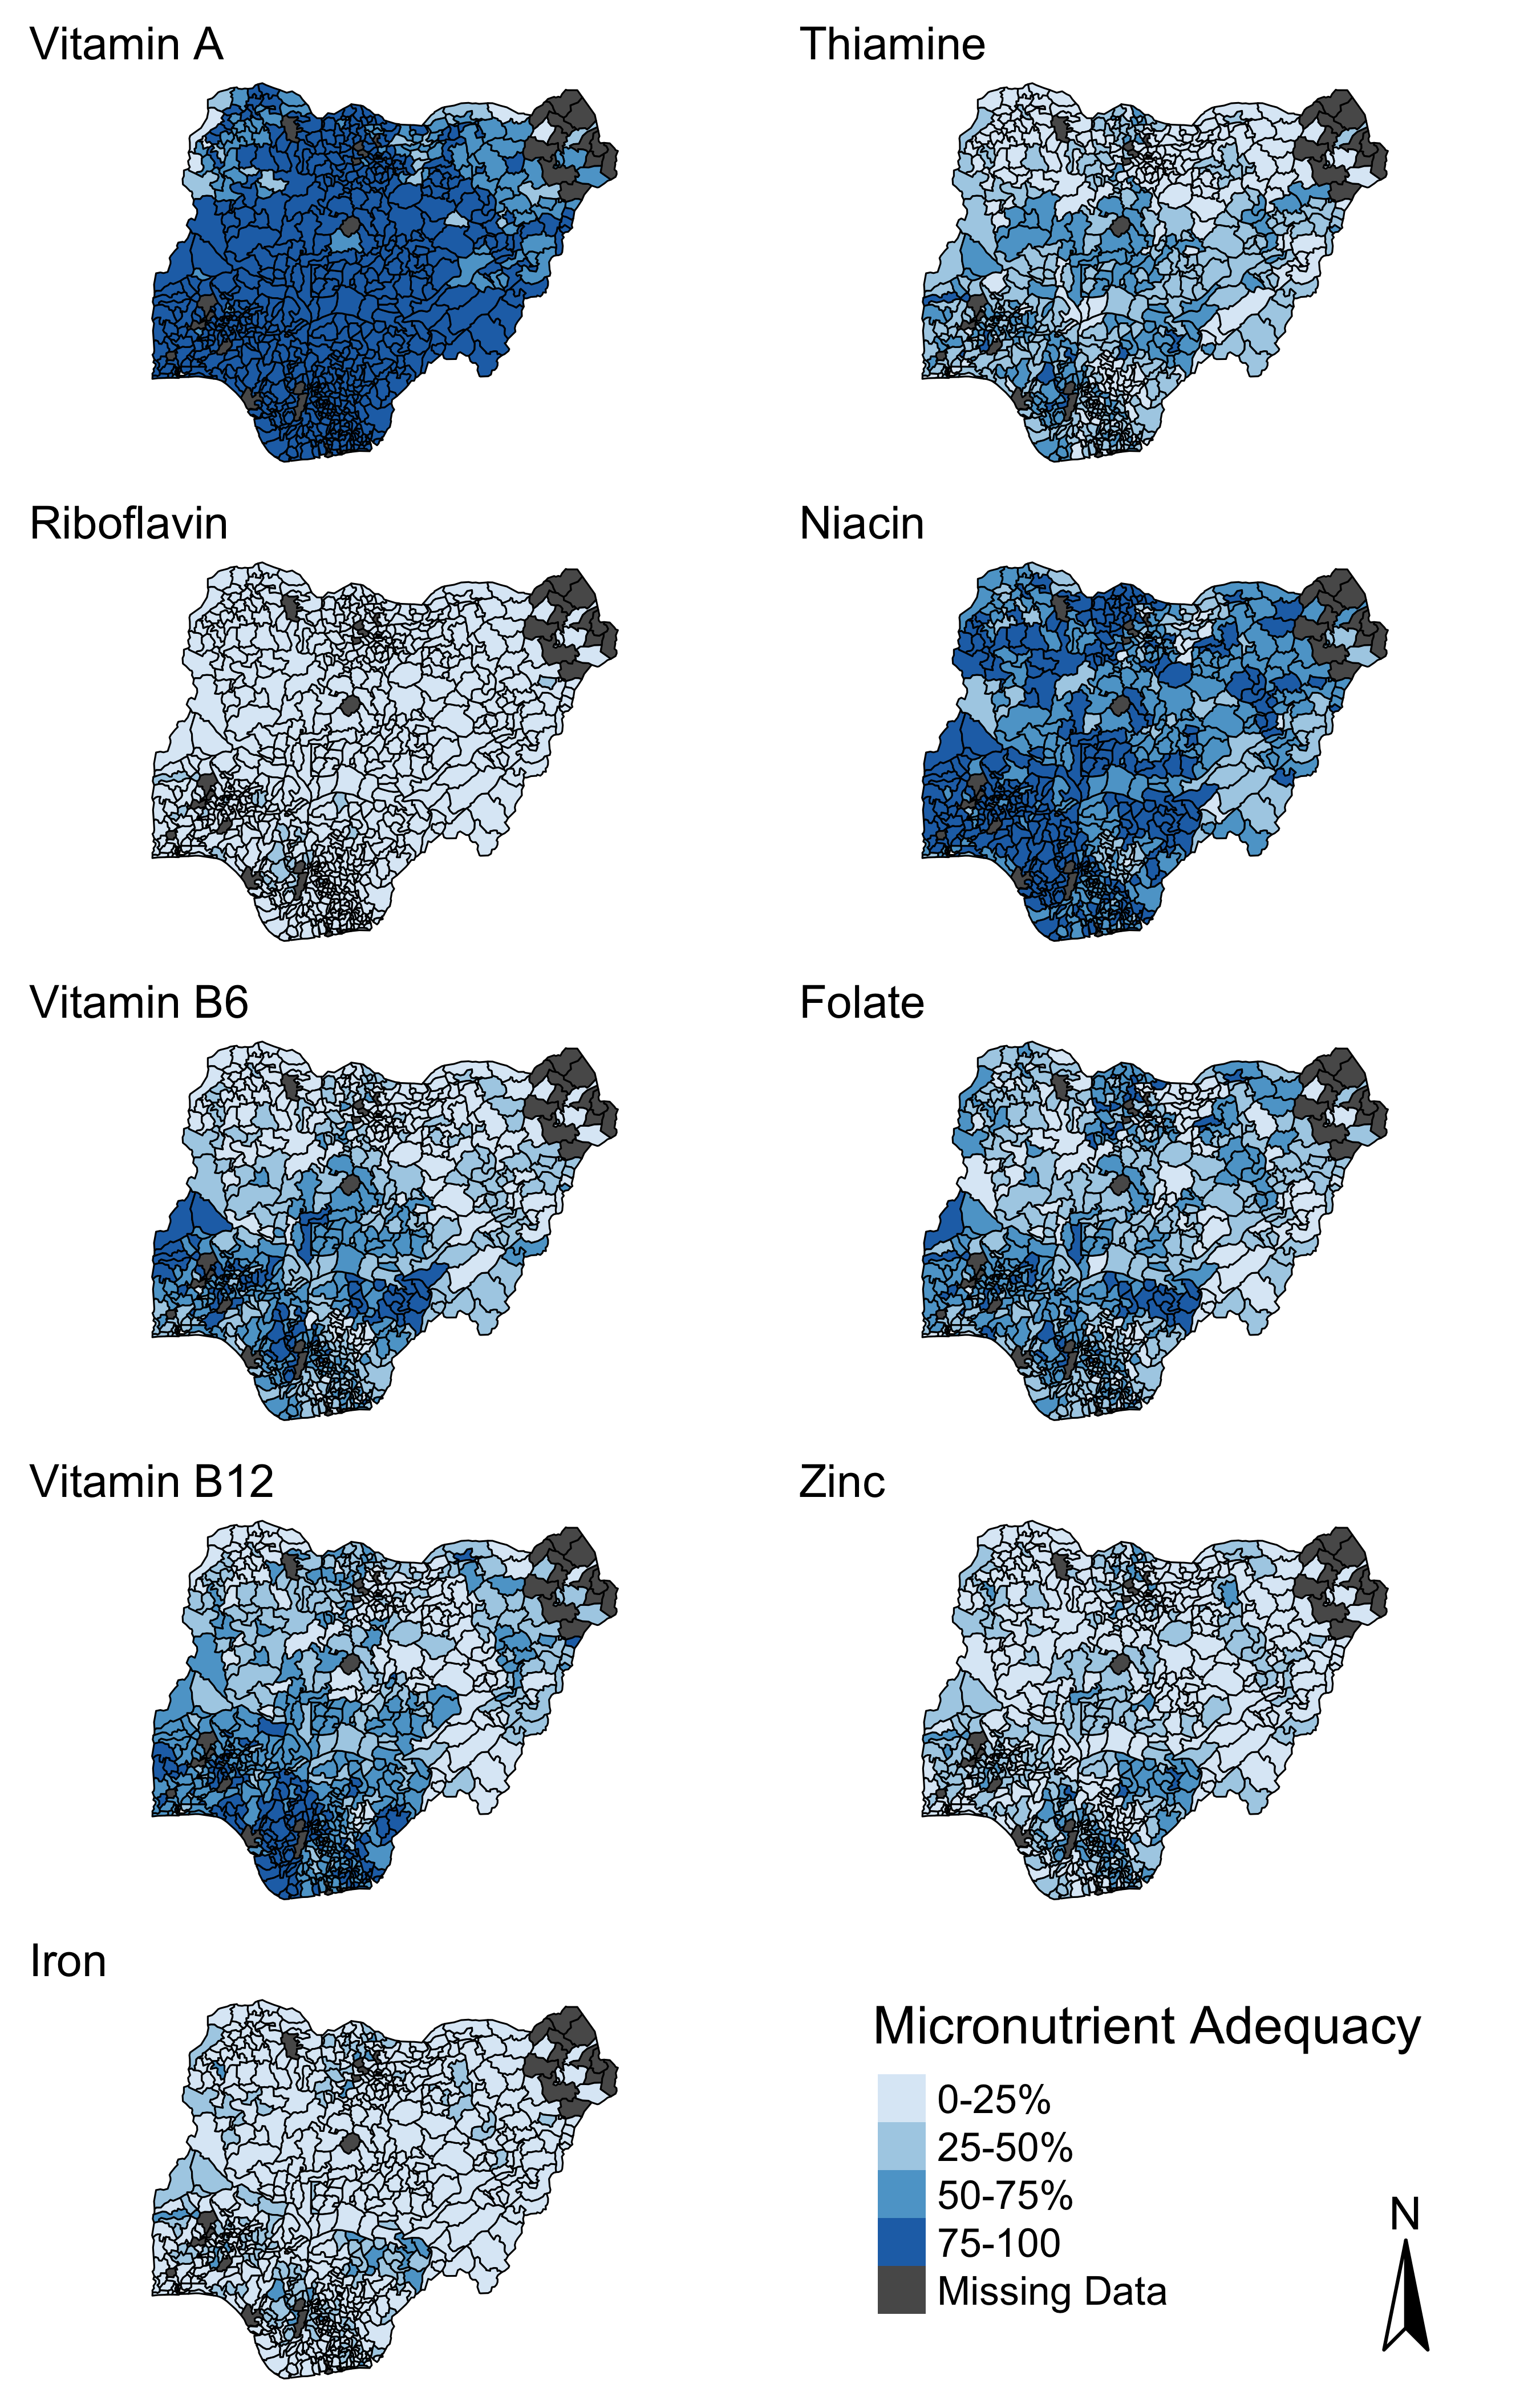 Vitamin A
Thiamine
Riboflavin
Niacin
Vitamin B6
Folate
Vitamin B12
Zinc
Iron
Micronutrient Adequacy
0-25%
25-50%
50-75%
75-100
Missing Data
N